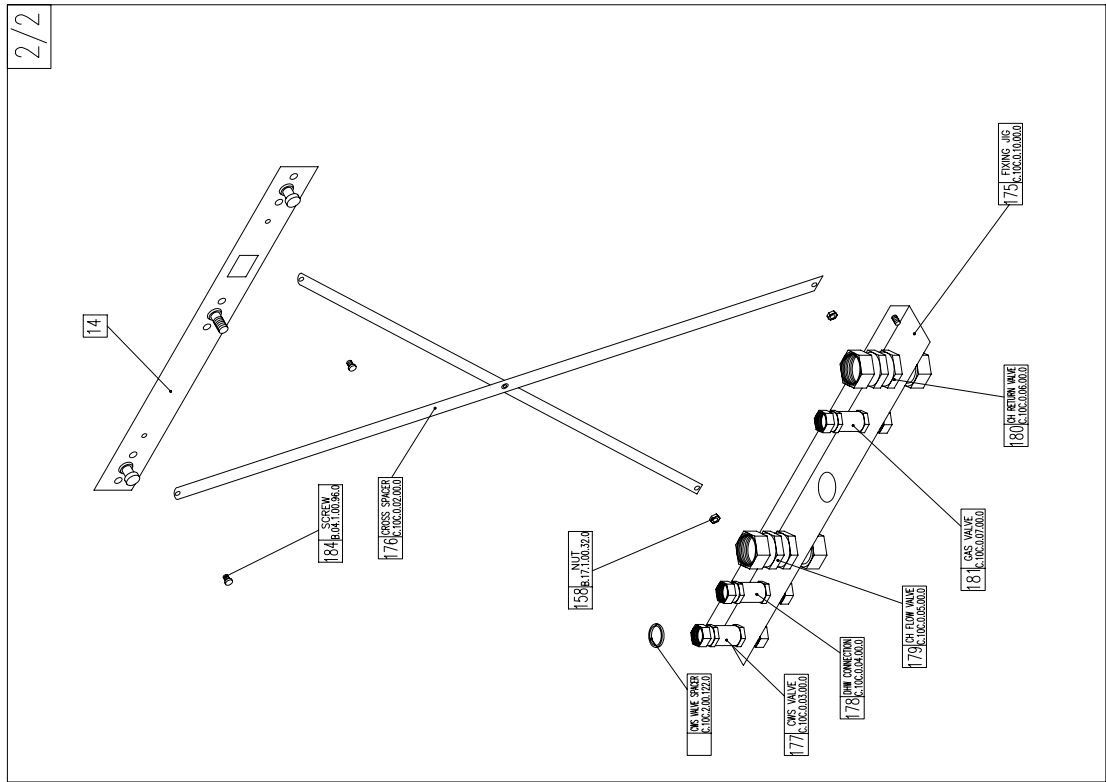 2/2
14
184 SCREW
B.04.1.00.96.0
176 CROSS SPACER
C.10C.0.02.00.0
158 NUT
B.17.1.00.32.0
175 FIXING JIG
C.10C.0.10.00.0
180 CH RETURN VALVE
C.10C.0.06.00.0
181 GAS VALVE
C.10C.0.07.00.0
179 CH FLOW VALVE
C.10C.0.05.00.0
178 DHW CONNECTION
C.10C.0.04.00.0
177 CWS VALVE
C.10C.0.03.00.0
CWS VALVE SPACER
C.10C.2.00.122.0